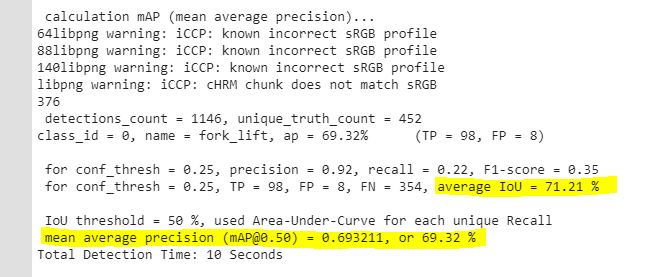 calculation mAP (mean average precision)...
64libpng warning: iCCP: known incorrect sRGB profile
88libpng warning: iCCP: known incorrect sRGB profile
140libpng warning: iCCP: known incorrect sRGB profile
libpng warning: iCCP: cHRM chunk does not match sRGB
376
detections_count = 1146, unique_truth_count = 452
class_id = 0, name = fork_lift, ap = 69.32% (TP = 98, FP = 8)
for conf_thresh = 0.25, precision = 0.92, recall = 0.22, F1-score = 0.35
for conf_thresh = 0.25, TP = 98, FP = 8, FN = 354, average IoU = 71.21 %
IoU threshold = 50 %, used Area-Under-Curve for each unique Recall
mean average precision (mAP@0.50) = 0.693211, or 69.32 %
Total Detection Time: 10 Seconds